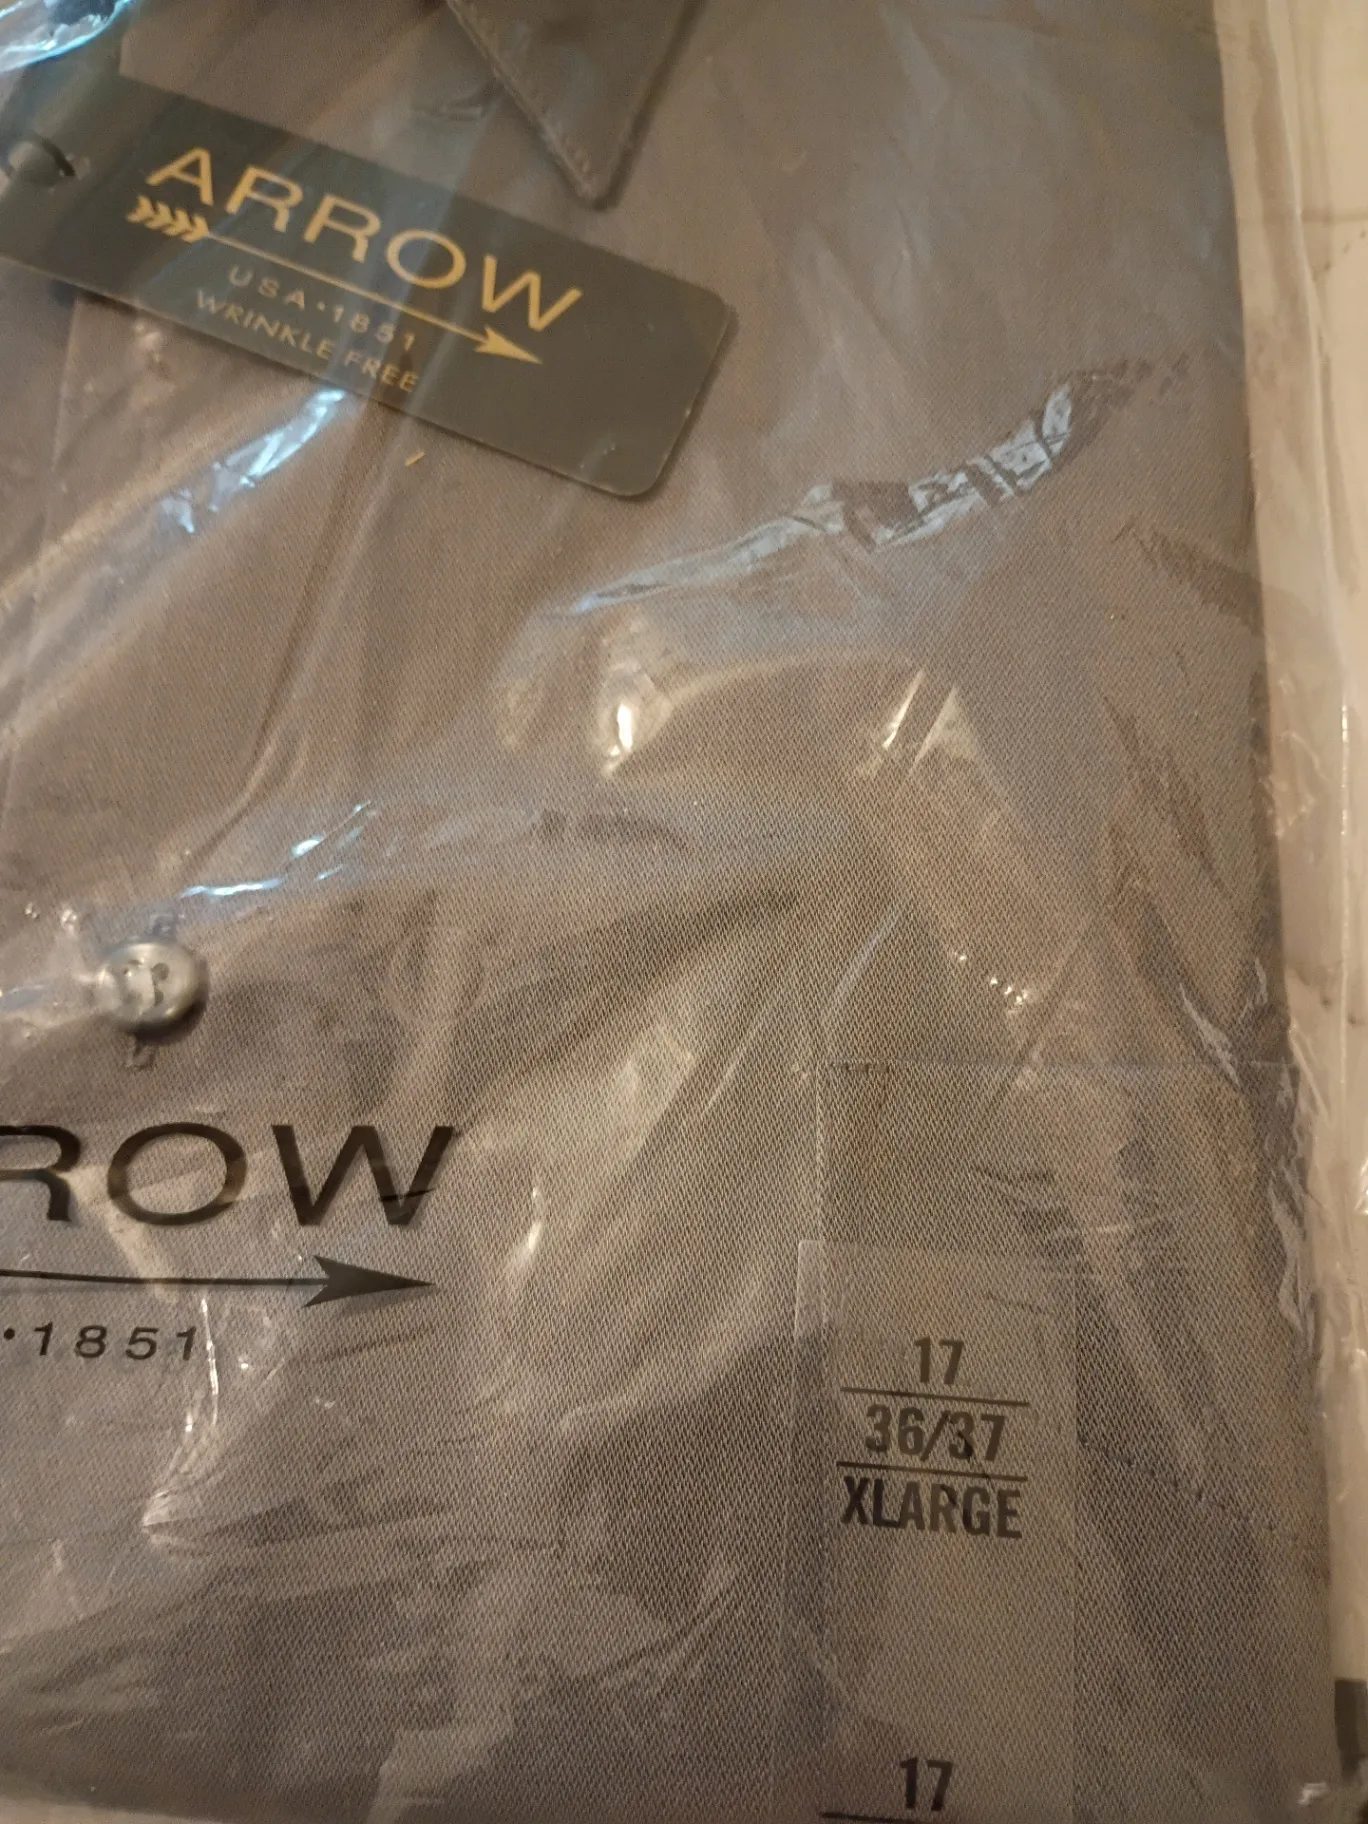 ARROW
USA·1851
WRINKLE FREE
ROW
·1851
17
36/37
XLARGE
17